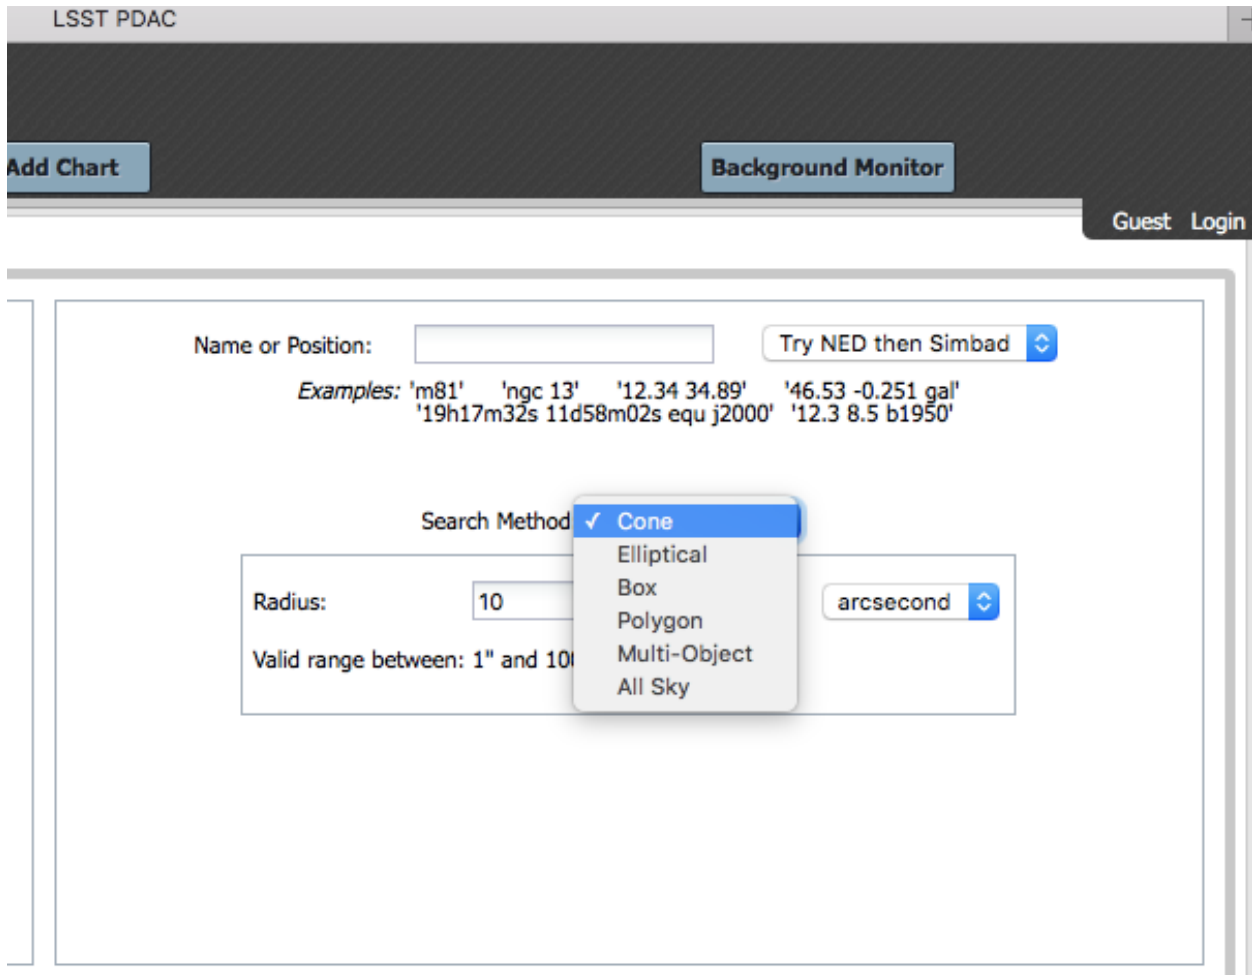 LSST PDAC
Add Chart
Background Monitor
Guest Login
Name or Position:
Try NED then Simbad
Examples: 'm81' 'ngc 13' '12.34 34.89' '46.53 -0.251 gal'
'19h17m32s 11d58m02s equ j2000' '12.3 8.5 b1950'
Search Method
✓ Cone
Elliptical
Box
Polygon
Multi-Object
All Sky
Radius:
10
arcsecond
Valid range between: 1" and